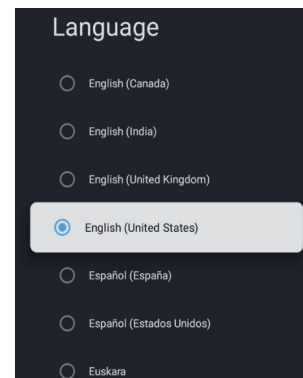 Language
English (Canada)
English (India)
English (United Kingdom)
English (United States)
Español (España)
Español (Estados Unidos)
Euskara